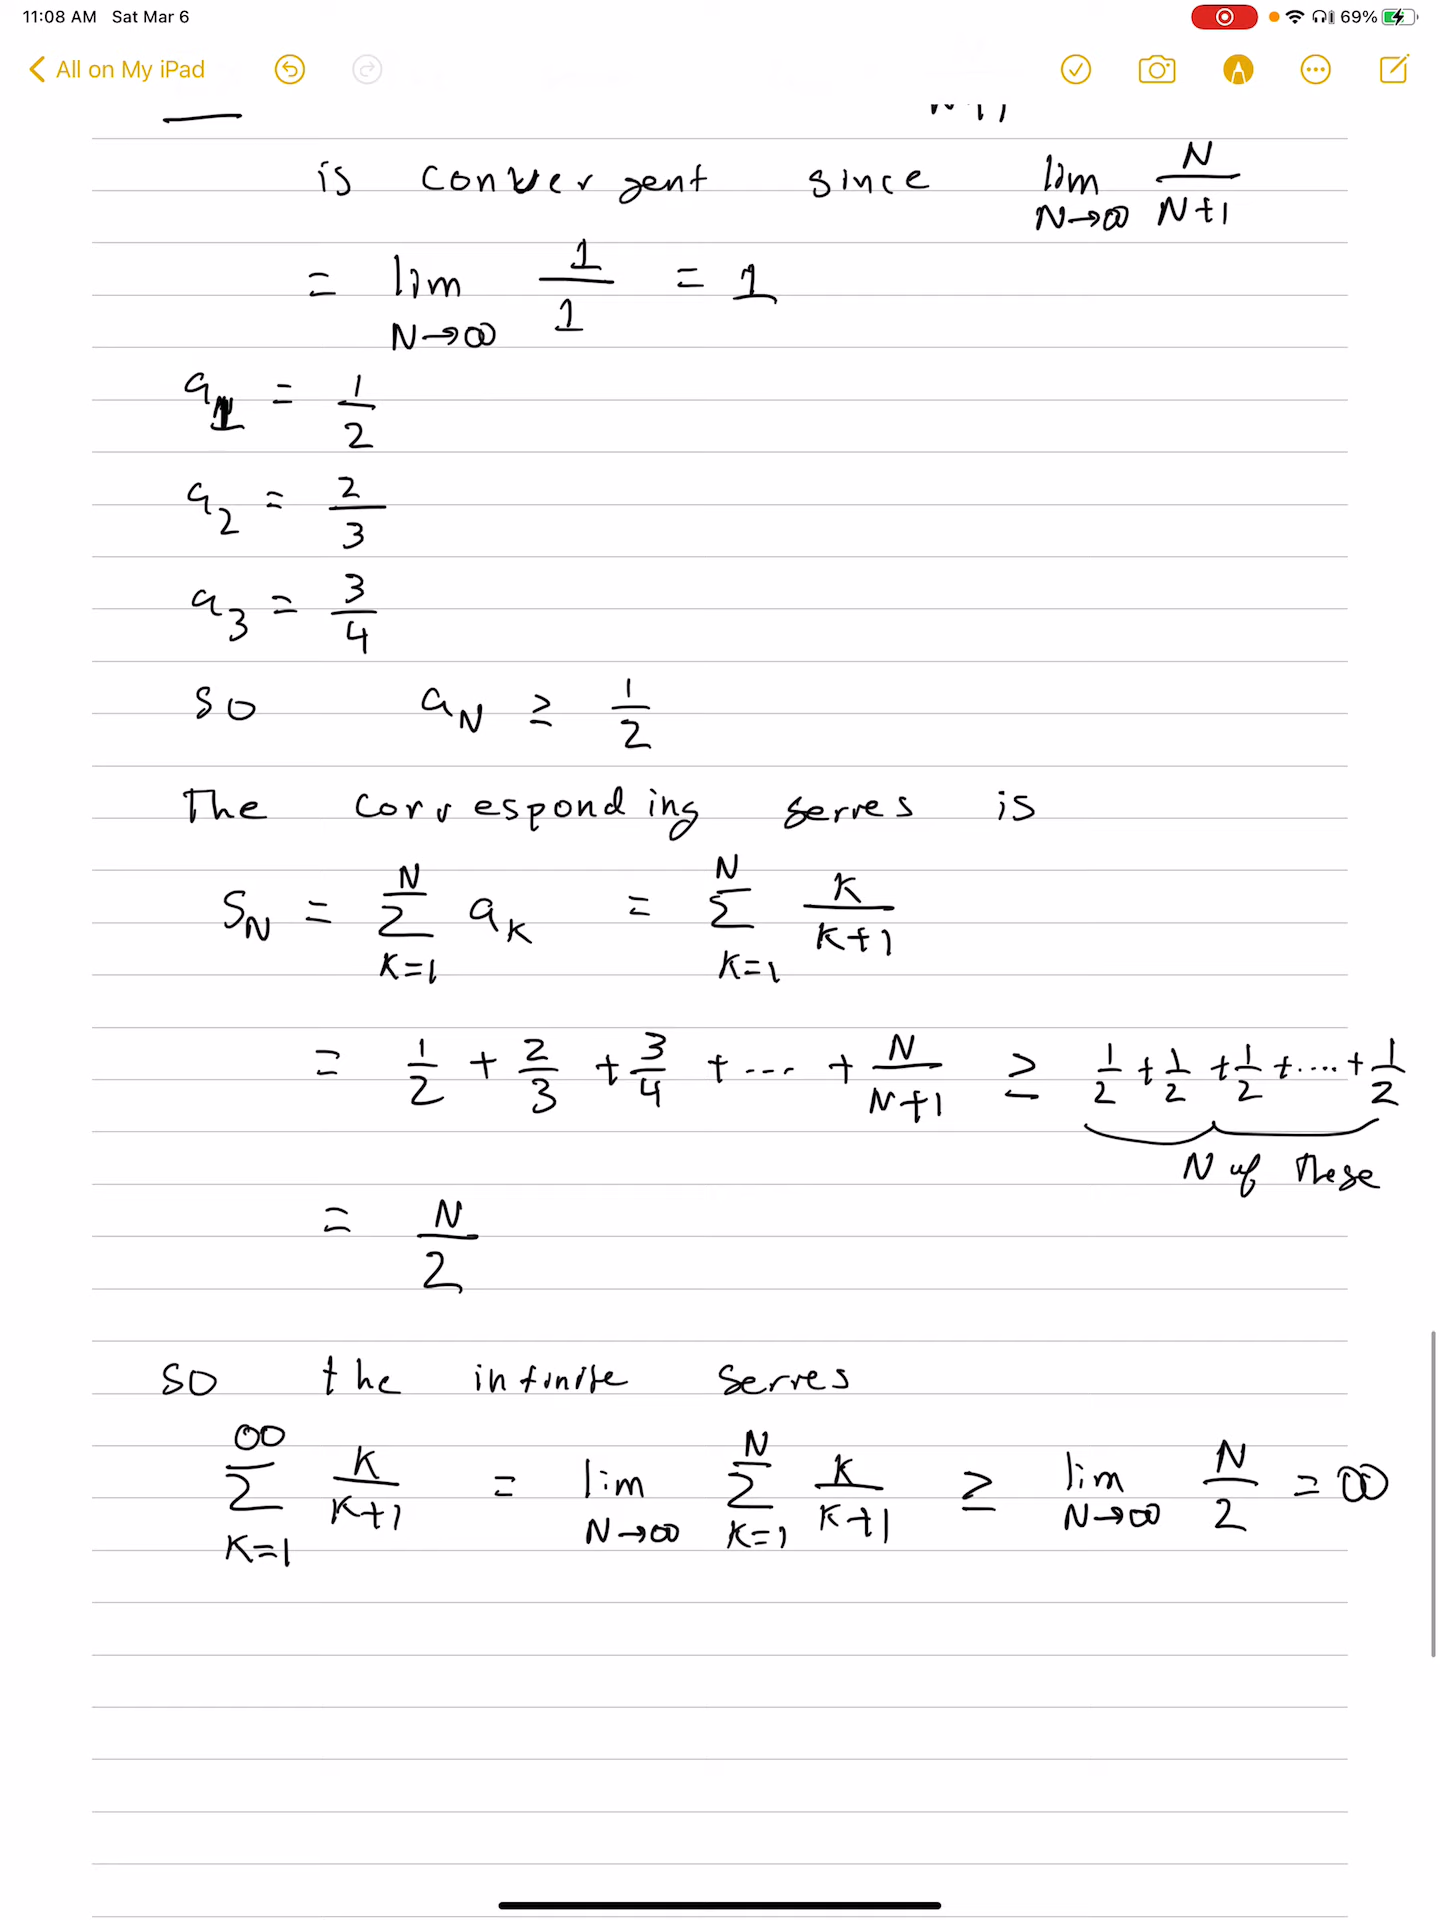 11:08 AM Sat Mar 6 69%
All on My iPad
is convergent since lim N→∞ N/(N+1)
= lim N→∞ 1/1 = 1
a₁ = 1/2
a₂ = 2/3
a₃ = 3/4
so a_N ≥ 1/2
The corresponding series is
S_N = Σ_{K=1}^{N} a_K = Σ_{K=1}^{N} K/(K+1)
= 1/2 + 2/3 + 3/4 + ... + N/(N+1) ≥ 1/2 + 1/2 + 1/2 + .... + 1/2
N of these
= N/2
so the infinite series
Σ_{K=1}^{∞} K/(K+1) = lim N→∞ Σ_{K=1}^{N} K/(K+1) ≥ lim N→∞ N/2 = ∞